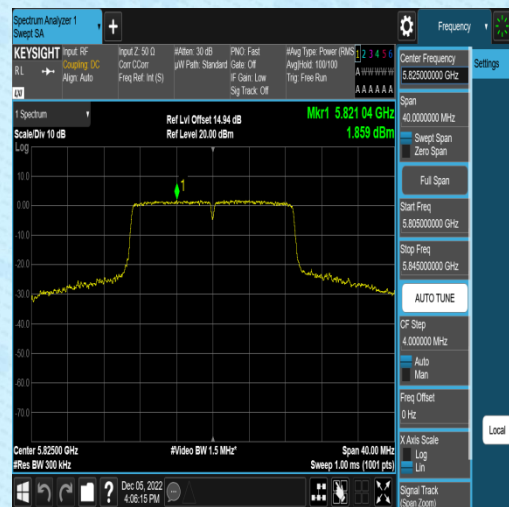 Spectrum Analyzer 1
Swept SA
+
Frequency
KEYSIGHT
R L
Input: RF
Coupling: DC
Align: Auto
Input Z: 50 Ω
Corr CCorr
Freq Ref: Int (S)
#Atten: 30 dB
µW Path: Standard
PNO: Fast
Gate: Off
IF Gain: Low
Sig Track: Off
#Avg Type: Power (RMS
Avg|Hold: 100/100
Trig: Free Run
1 2 3 4 5 6
A W W W W W
A A A A A A
1 Spectrum
Scale/Div 10 dB
Ref Lvl Offset 14.94 dB
Ref Level 20.00 dBm
Mkr1 5.821 04 GHz
1.859 dBm
Log
1
10.0
0.00
-10.0
-20.0
-30.0
-40.0
-50.0
-60.0
-70.0
Center 5.82500 GHz
#Res BW 300 kHz
#Video BW 1.5 MHz*
Span 40.00 MHz
Sweep 1.00 ms (1001 pts)
Dec 05, 2022
4:06:15 PM
Center Frequency
5.825000000 GHz
Span
40.0000000 MHz
Swept Span
Zero Span
Full Span
Start Freq
5.805000000 GHz
Stop Freq
5.845000000 GHz
AUTO TUNE
CF Step
4.000000 MHz
Auto
Man
Freq Offset
0 Hz
X Axis Scale
Log
Lin
Signal Track
(Span Zoom)
Settings
Local